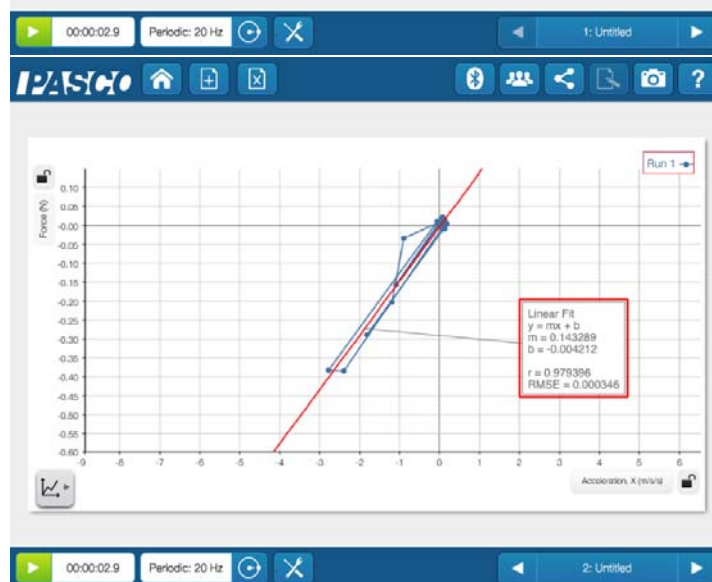 00:00:02.9 Periodic: 20 Hz 1: Untitled
PASCO ?
Run 1
Force (N)
0.10
0.05
-0.00
-0.05
-0.10
-0.15
-0.20
-0.25
-0.30
-0.35
-0.40
-0.45
-0.50
-0.55
-0.60
Linear Fit
y = mx + b
m = 0.143289
b = -0.004212
r = 0.979396
RMSE = 0.000346
-9 -8 -7 -6 -5 -4 -3 -2 -1 0 1 2 3 4 5 6
Acceleration, X (m/s/s)
00:00:02.9 Periodic: 20 Hz 2: Untitled